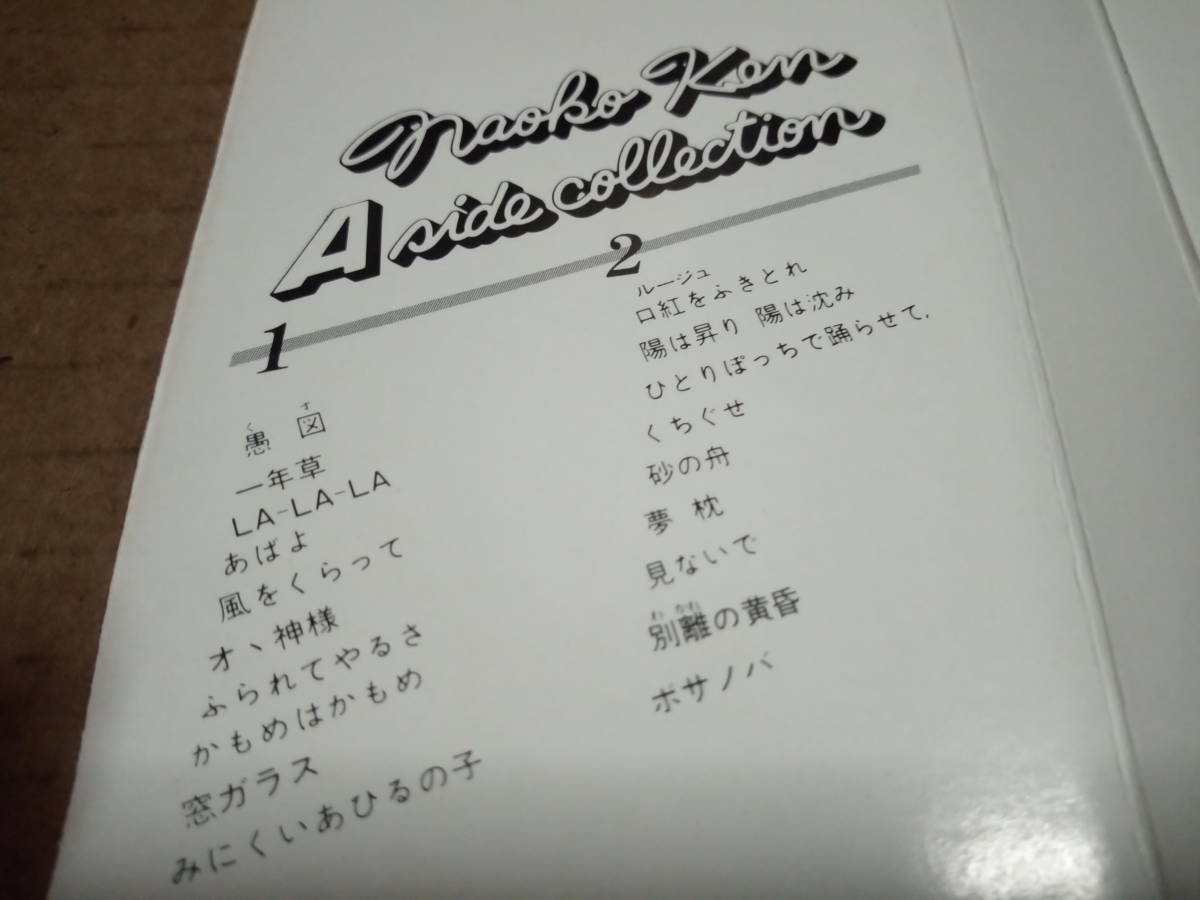 Naoko Ken
A side collection
1
愚図
ぐず
一年草
LA-LA-LA
あばよ
風をくらって
オヽ神様
ふられてやるさ
かもめはかもめ
窓ガラス
みにくいあひるの子
2
ルージュ
口紅をふきとれ
陽は昇り 陽は沈み
ひとりぽっちで踊らせて,
くちぐせ
砂の舟
夢枕
見ないで
わかれ
別離の黄昏
ボサノバ